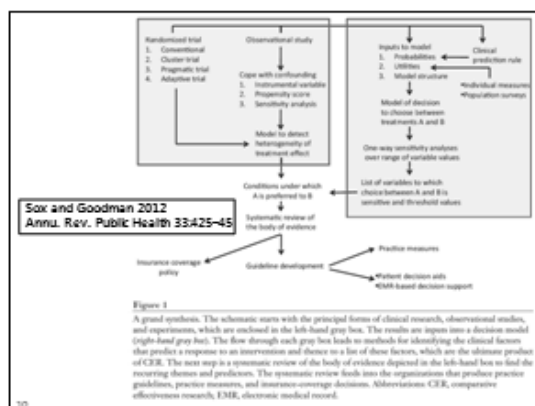 Randomized trial
1. Conventional
2. Cluster trial
3. Pragmatic trial
4. Adaptive trial
Observational study
Cope with confounding
1. Instrumental variable
2. Propensity score
3. Sensitivity analysis
Model to detect
heterogeneity of
treatment effect
Inputs to model
1. Probabilities
2. Utilities
3. Model structure
Clinical
prediction rule
•Individual measures
•Population surveys
Model of decision
to choose between
treatments A and B
One-way sensitivity analyses
over range of variable values
List of variables to which
choice between A and B is
sensitive and threshold values
Conditions under which
A is preferred to B
Sox and Goodman 2012
Annu. Rev. Public Health 33:425–45
Systematic review of
the body of evidence
Insurance coverage
policy
Guideline development
Practice measures
•Patient decision aids
•EMR-based decision support
Figure 1
A grand synthesis. The schematic starts with the principal forms of clinical research, observational studies,
and experiments, which are enclosed in the left-hand gray box. The results are inputs into a decision model
(right-hand gray box). The flow through each gray box leads to methods for identifying the clinical factors
that predict a response to an intervention and thence to a list of these factors, which are the ultimate product
of CER. The next step is a systematic review of the body of evidence depicted in the left-hand box to find the
recurring themes and predictors. The systematic review feeds into the organizations that produce practice
guidelines, practice measures, and insurance-coverage decisions. Abbreviations: CER, comparative
effectiveness research; EMR, electronic medical record.